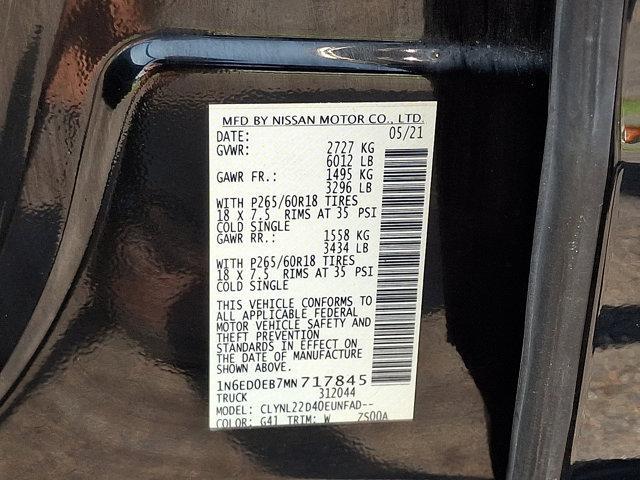 MFD BY NISSAN MOTOR CO., LTD.
DATE: 05/21
GVWR: 2727 KG
6012 LB
GAWR FR.: 1495 KG
3296 LB
WITH P265/60R18 TIRES
18 X 7.5 RIMS AT 35 PSI
COLD SINGLE
GAWR RR.: 1558 KG
3434 LB
WITH P265/60R18 TIRES
18 X 7.5 RIMS AT 35 PSI
COLD SINGLE
THIS VEHICLE CONFORMS TO
ALL APPLICABLE FEDERAL
MOTOR VEHICLE SAFETY AND
THEFT PREVENTION
STANDARDS IN EFFECT ON
THE DATE OF MANUFACTURE
SHOWN ABOVE.
1N6ED0EB7MN717845
TRUCK 312044
MODEL: CLYNL22D40EUNFAD--
COLOR: G41 TRIM: W ZS00A